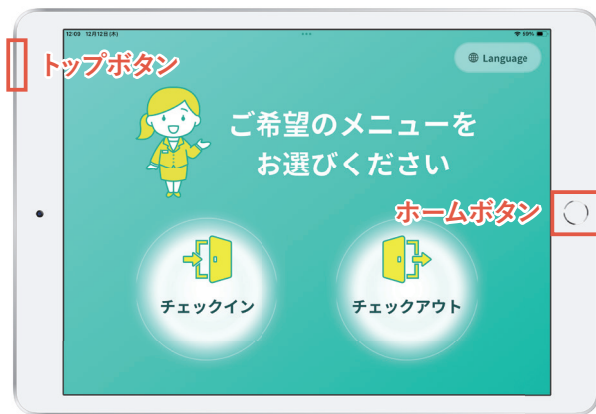 12:09 12月12日(木)
69%
トップボタン
Language
ご希望のメニューを
お選びください
ホームボタン
チェックイン
チェックアウト